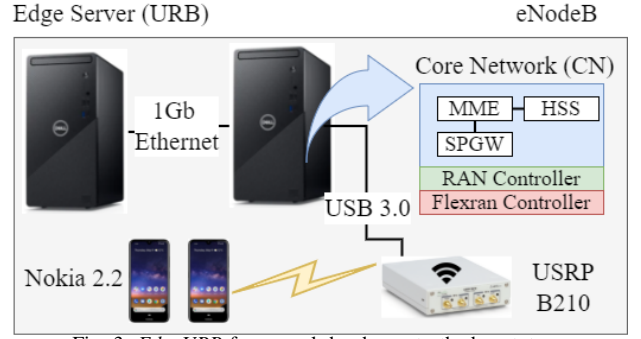 Edge Server (URB)
eNodeB
Core Network (CN)
1Gb
Ethernet
MME
HSS
SPGW
RAN Controller
Flexran Controller
USB 3.0
Nokia 2.2
USRP
B210